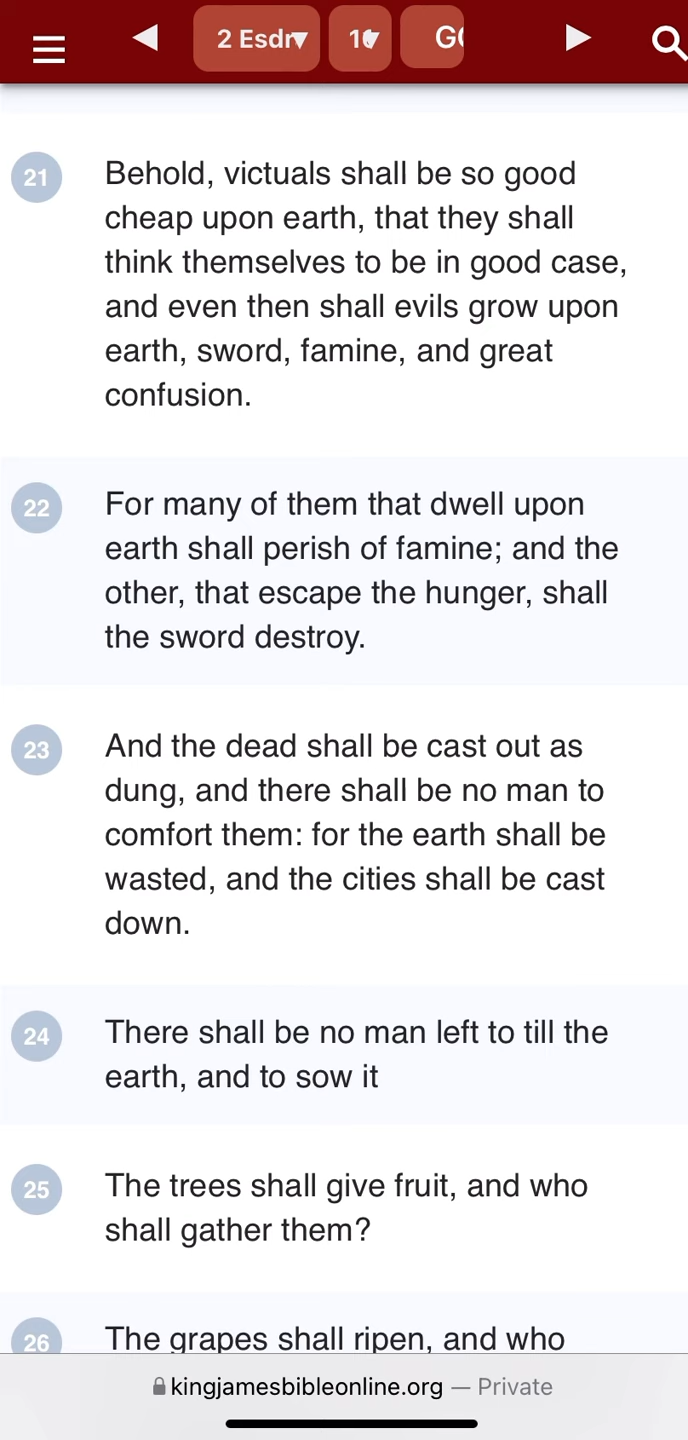 2 Esdr
21
Behold, victuals shall be so good
cheap upon earth, that they shall
think themselves to be in good case,
and even then shall evils grow upon
earth, sword, famine, and great
confusion.
22
For many of them that dwell upon
earth shall perish of famine; and the
other, that escape the hunger, shall
the sword destroy.
23
And the dead shall be cast out as
dung, and there shall be no man to
comfort them: for the earth shall be
wasted, and the cities shall be cast
down.
24
There shall be no man left to till the
earth, and to sow it
25
The trees shall give fruit, and who
shall gather them?
26
The grapes shall ripen, and who
kingjamesbibleonline.org — Private